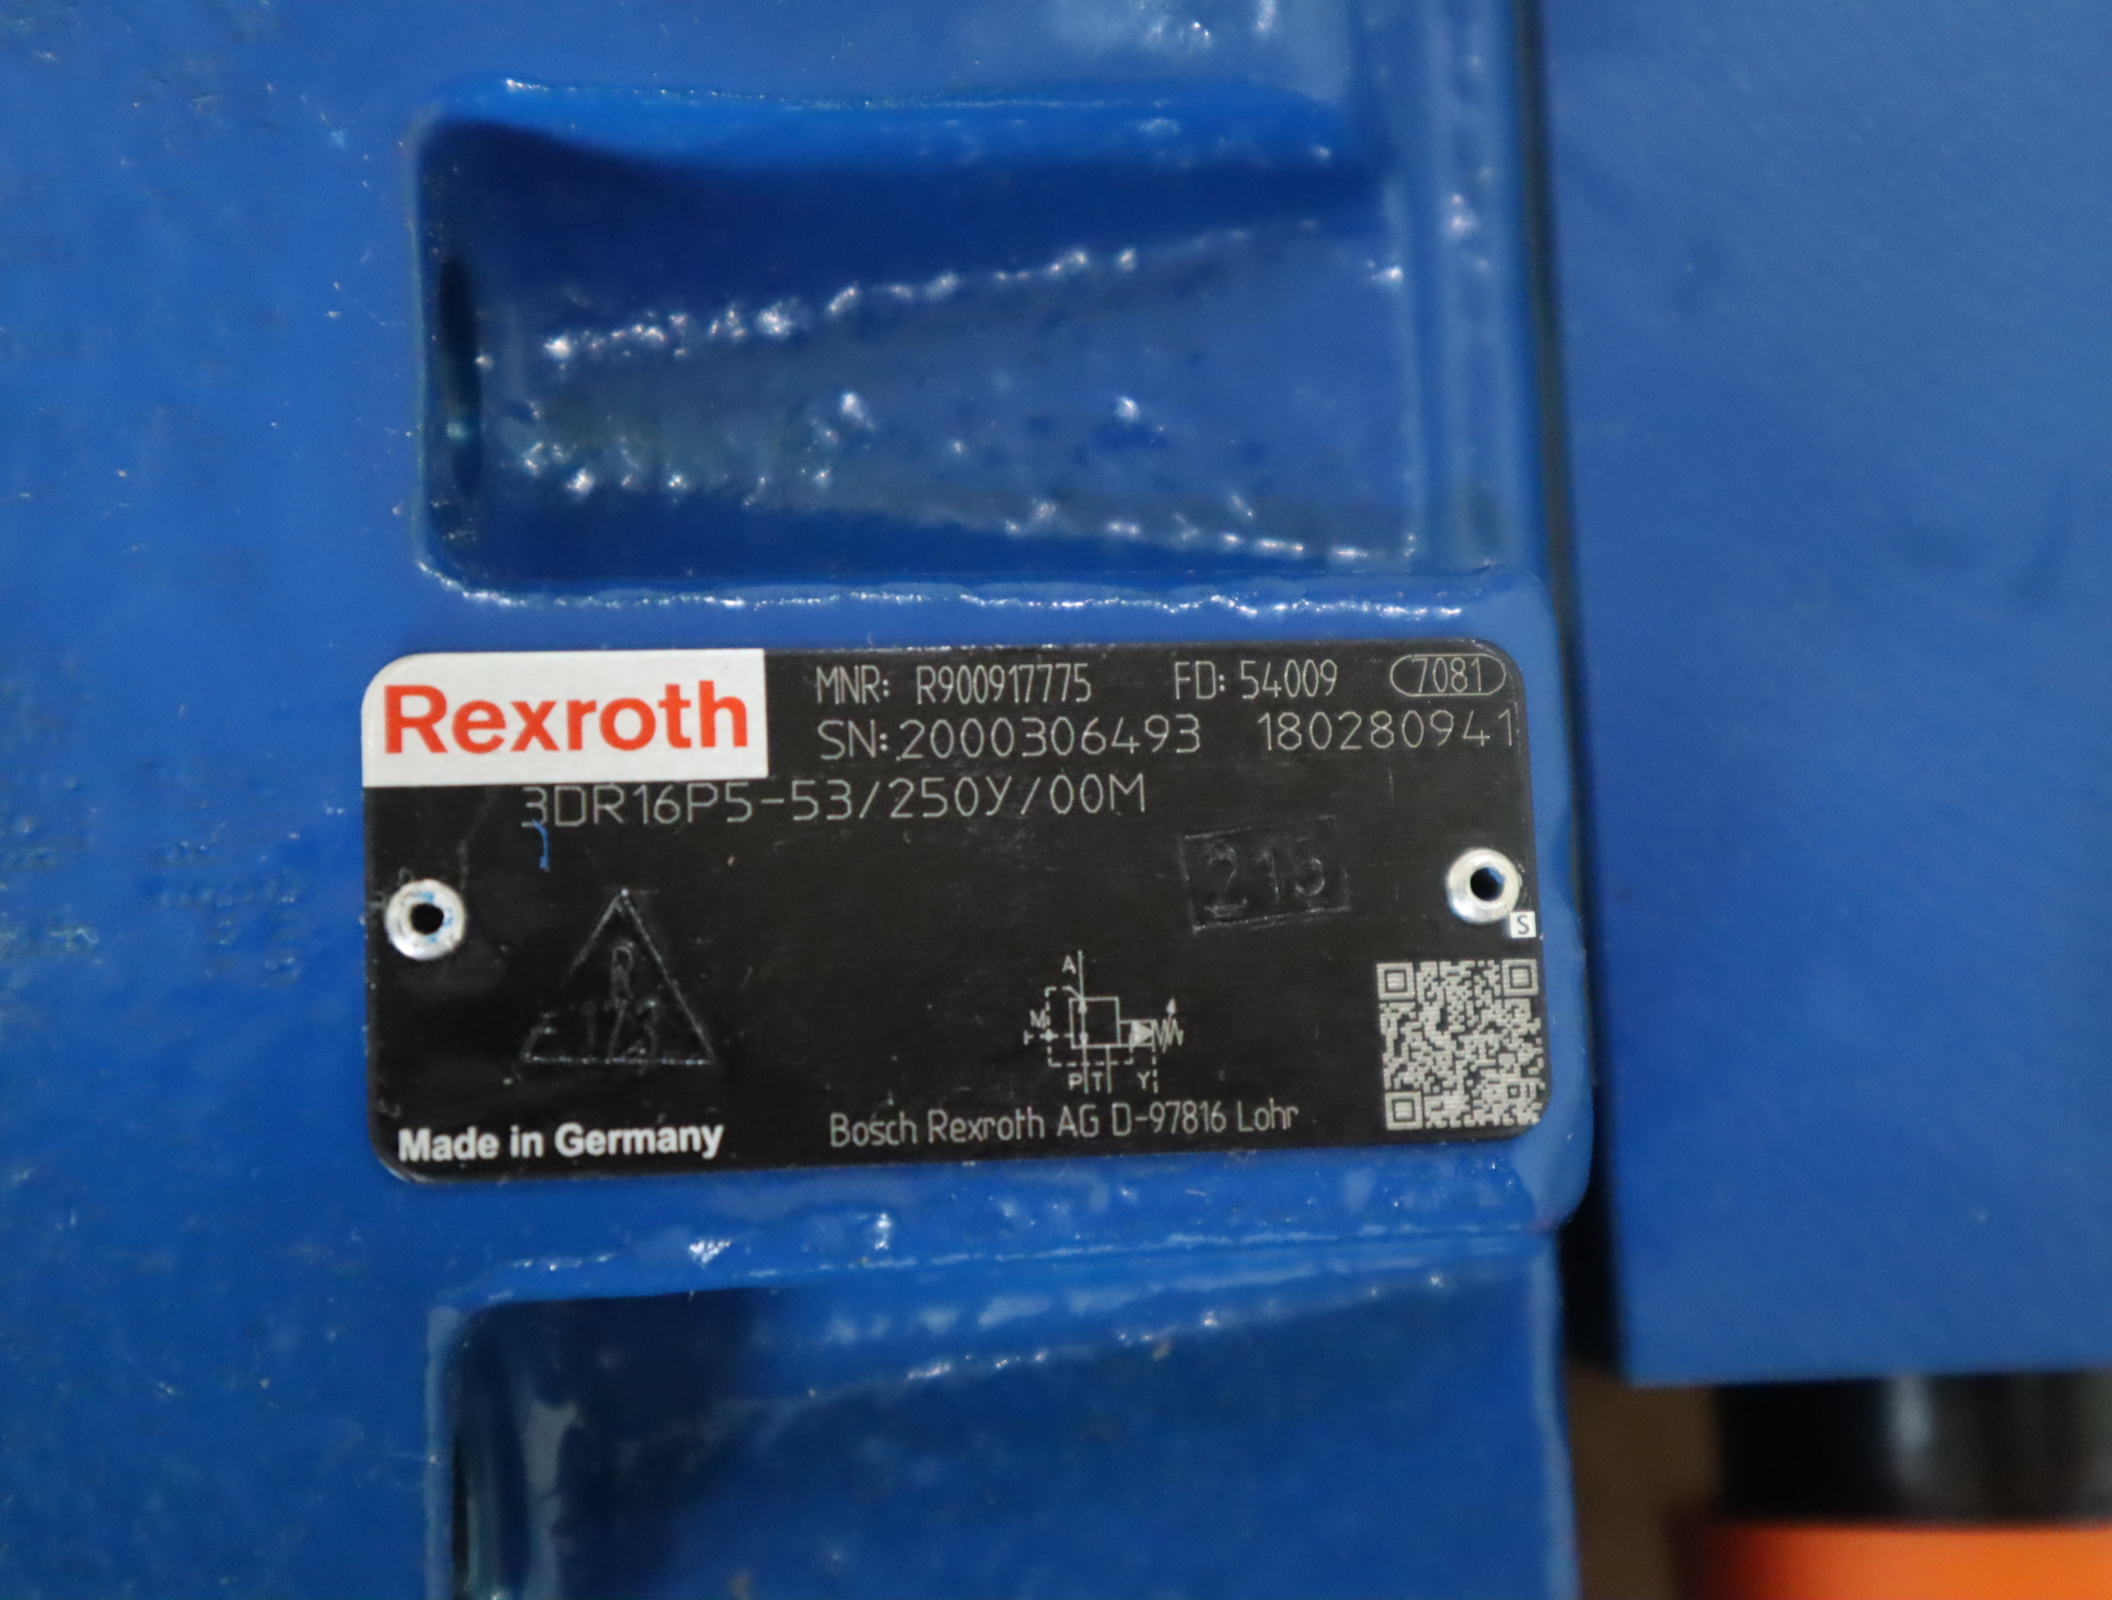 Rexroth
MNR: R900917775 FD: 54009 7081
SN:2000306493 180280941
3DR16P5-53/250Y/00M
S
A
M
P T Y
Made in Germany
Bosch Rexroth AG D-97816 Lohr